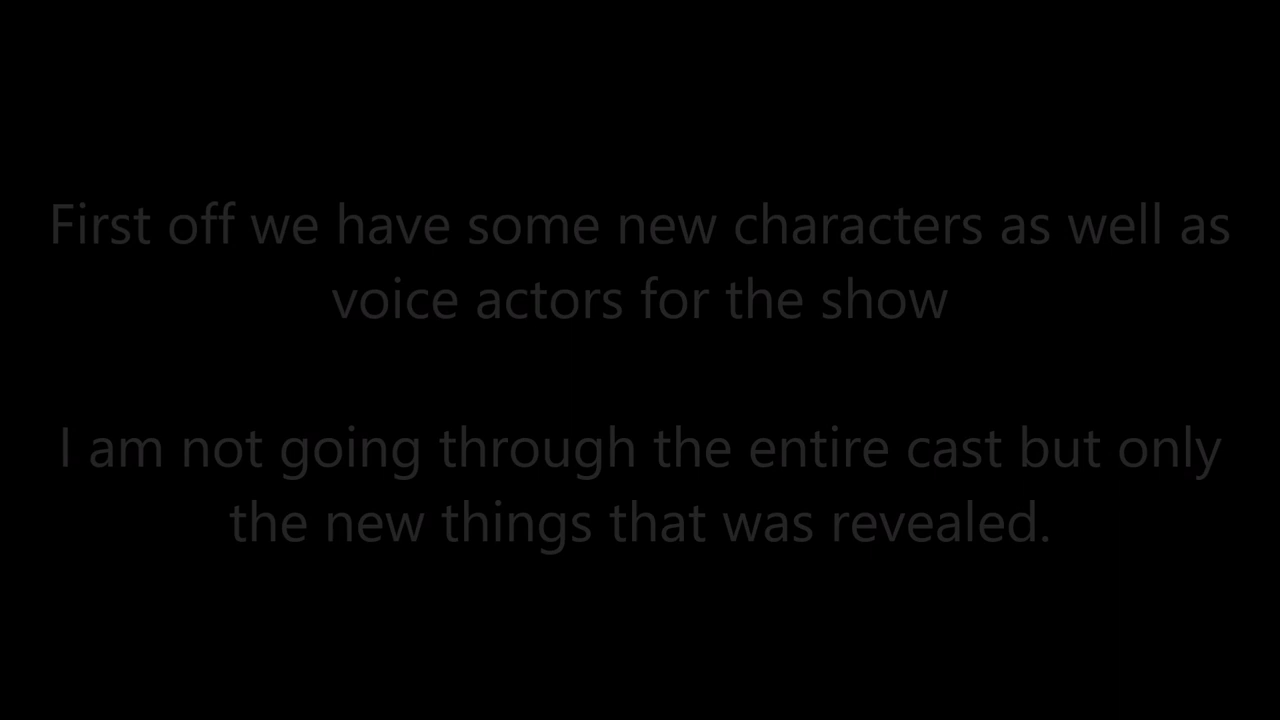 First off we have some new characters as well as
voice actors for the show
I am not going through the entire cast but only
the new things that was revealed.